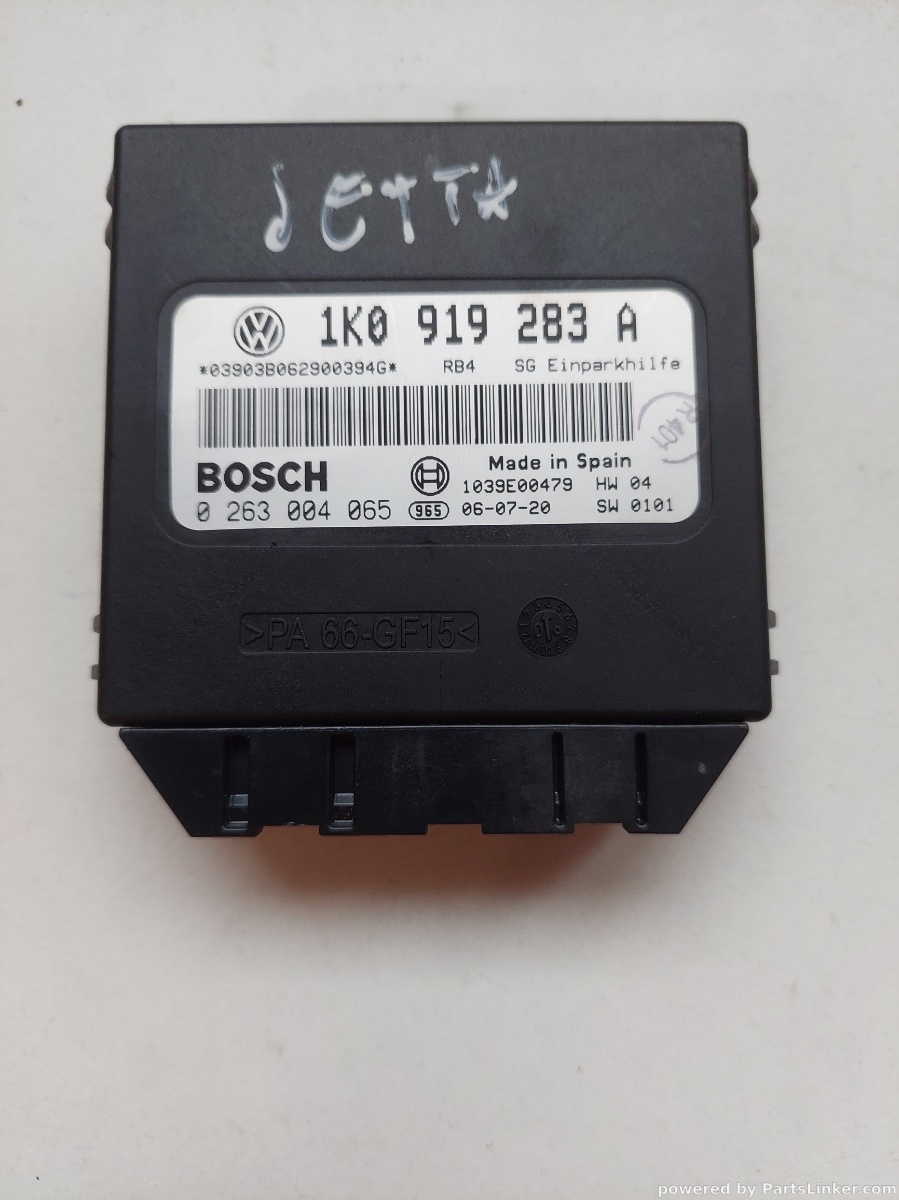 JETTA
1K0 919 283 A
*03903B062900394G* RB4 SG Einparkhilfe
R401
BOSCH Made in Spain
1039E00479 HW 04
0 263 004 065 965 06-07-20 SW 0101
>PA 66-GF15<
powered by PartsLinker.com